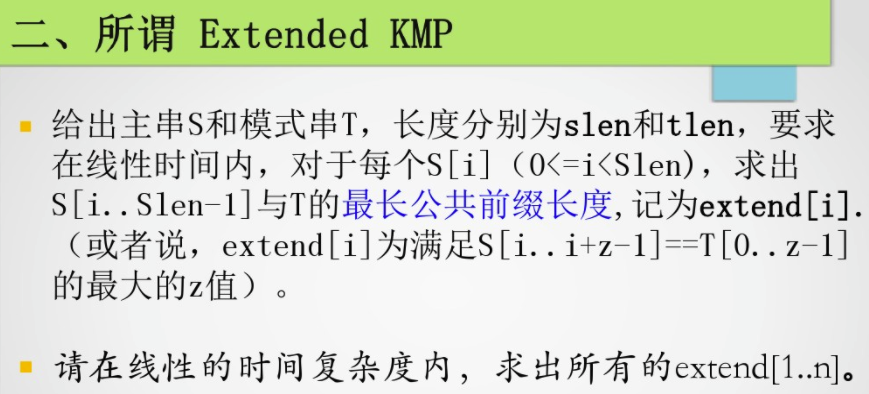 二、所谓 Extended KMP
给出主串S和模式串T，长度分别为slen和tlen，要求
在线性时间内，对于每个S[i]（0<=i<Slen)，求出
S[i..Slen-1]与T的最长公共前缀长度,记为extend[i].
（或者说，extend[i]为满足S[i..i+z-1]==T[0..z-1]
的最大的z值）。
请在线性的时间复杂度内，求出所有的extend[1..n]。